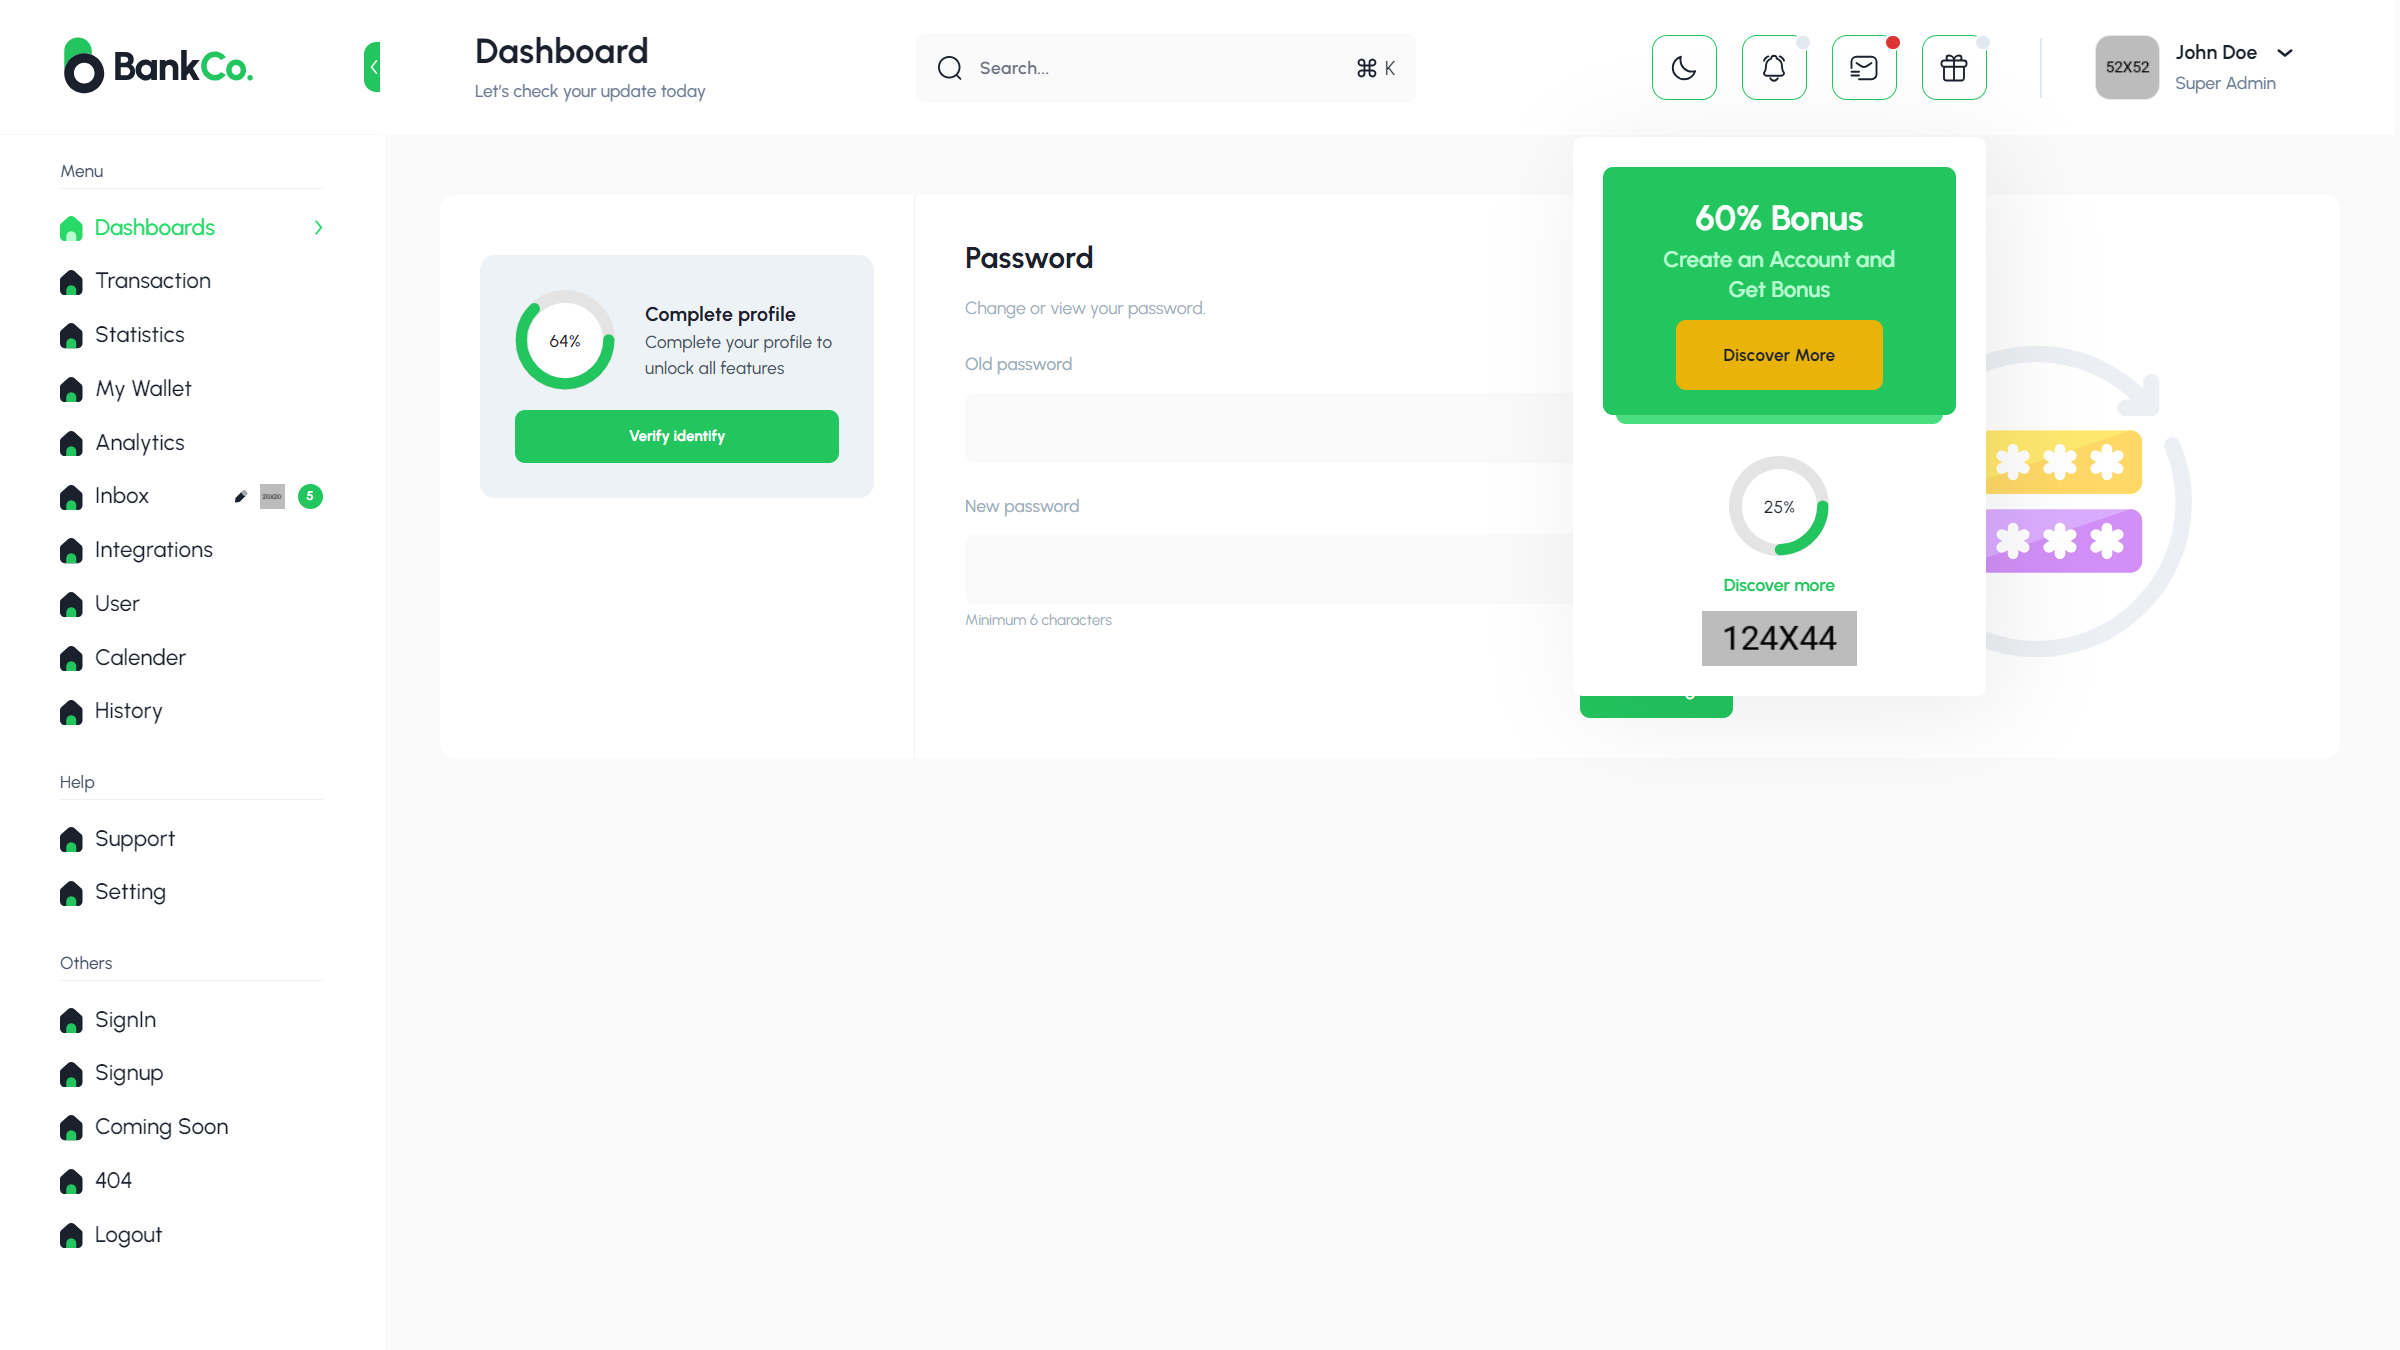 BankCo.
Dashboard
Let's check your update today
Search...
⌘ K
52X52
John Doe
Super Admin
Menu
Dashboards
Transaction
Statistics
My Wallet
Analytics
Inbox
20x20
5
Integrations
User
Calender
History
Help
Support
Setting
Others
SignIn
Signup
Coming Soon
404
Logout
64%
Complete profile
Complete your profile to
unlock all features
Verify identify
Password
Change or view your password.
Old password
New password
Minimum 6 characters
60% Bonus
Create an Account and
Get Bonus
Discover More
25%
Discover more
124X44